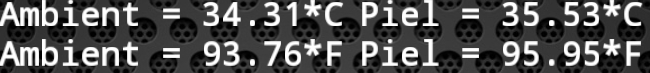 Ambient = 34.31*C Piel = 35.53*C
Ambient = 93.76*F Piel = 95.95*F